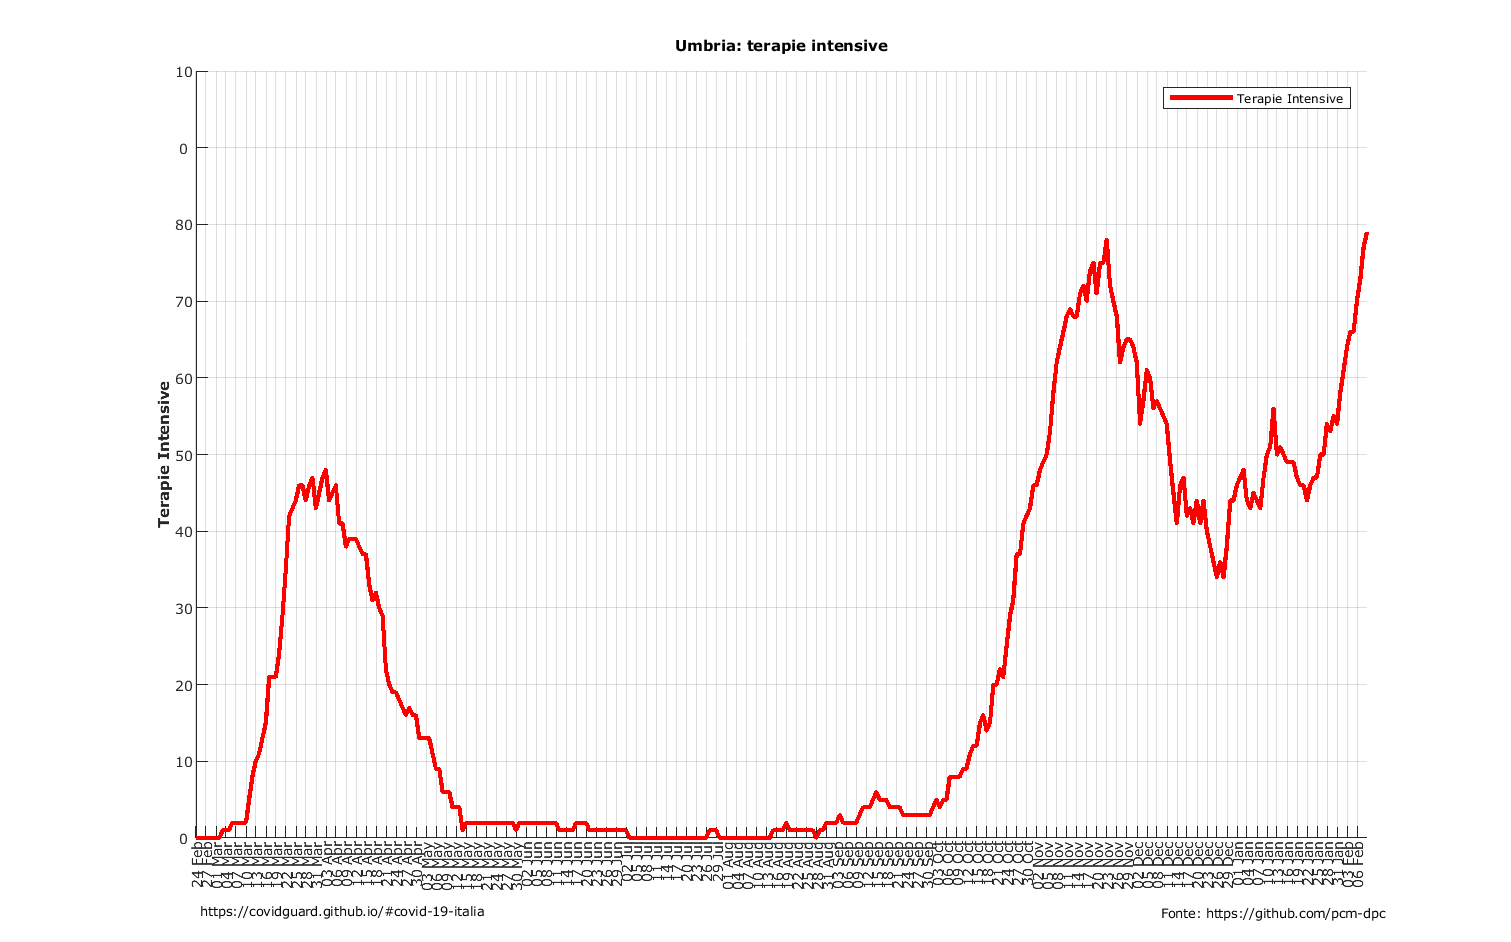 Umbria: terapie intensive
Terapie Intensive
10
0
80
70
60
50
40
30
20
10
0
Terapie Intensive
24 Feb
27 Feb
01 Mar
04 Mar
07 Mar
10 Mar
13 Mar
16 Mar
19 Mar
22 Mar
25 Mar
28 Mar
31 Mar
03 Apr
06 Apr
09 Apr
12 Apr
15 Apr
18 Apr
21 Apr
24 Apr
27 Apr
30 Apr
03 May
06 May
09 May
12 May
15 May
18 May
21 May
24 May
27 May
30 May
02 Jun
05 Jun
08 Jun
11 Jun
14 Jun
17 Jun
20 Jun
23 Jun
26 Jun
29 Jun
02 Jul
05 Jul
08 Jul
11 Jul
14 Jul
17 Jul
20 Jul
23 Jul
26 Jul
29 Jul
01 Aug
04 Aug
07 Aug
10 Aug
13 Aug
16 Aug
19 Aug
22 Aug
25 Aug
28 Aug
31 Aug
03 Sep
06 Sep
09 Sep
12 Sep
15 Sep
18 Sep
21 Sep
24 Sep
27 Sep
30 Sep
03 Oct
06 Oct
09 Oct
12 Oct
15 Oct
18 Oct
21 Oct
24 Oct
27 Oct
30 Oct
02 Nov
05 Nov
08 Nov
11 Nov
14 Nov
17 Nov
20 Nov
23 Nov
26 Nov
29 Nov
02 Dec
05 Dec
08 Dec
11 Dec
14 Dec
17 Dec
20 Dec
23 Dec
26 Dec
29 Dec
01 Jan
04 Jan
07 Jan
10 Jan
13 Jan
16 Jan
19 Jan
22 Jan
25 Jan
28 Jan
31 Jan
03 Feb
06 Feb
https://covidguard.github.io/#covid-19-italia
Fonte: https://github.com/pcm-dpc